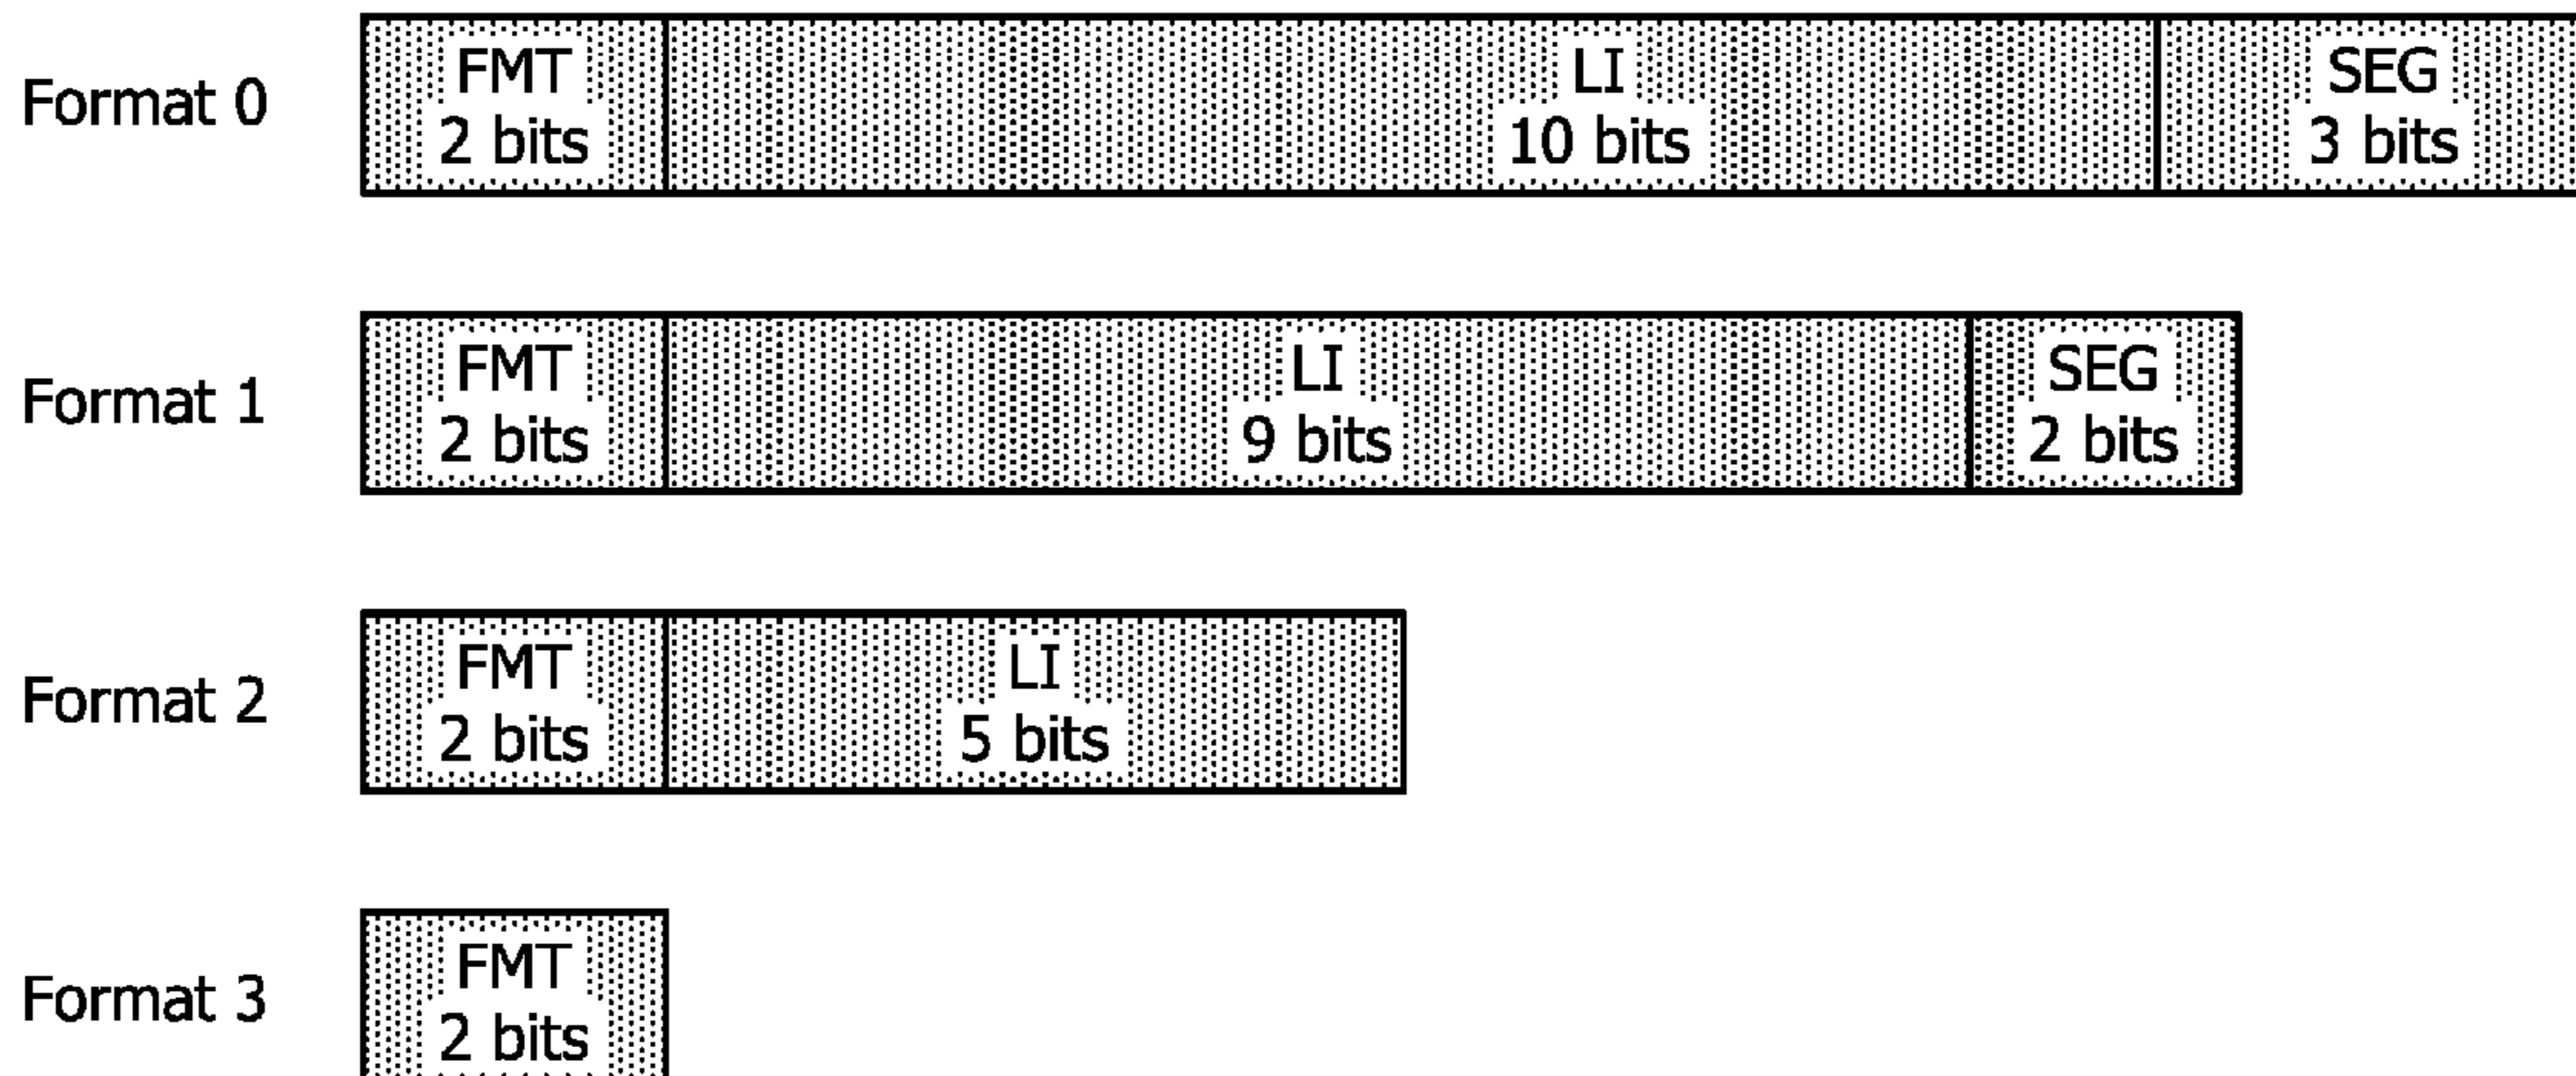 Format 0
FMT
2 bits
LI
10 bits
SEG
3 bits
Format 1
FMT
2 bits
LI
9 bits
SEG
2 bits
Format 2
FMT
2 bits
LI
5 bits
Format 3
FMT
2 bits